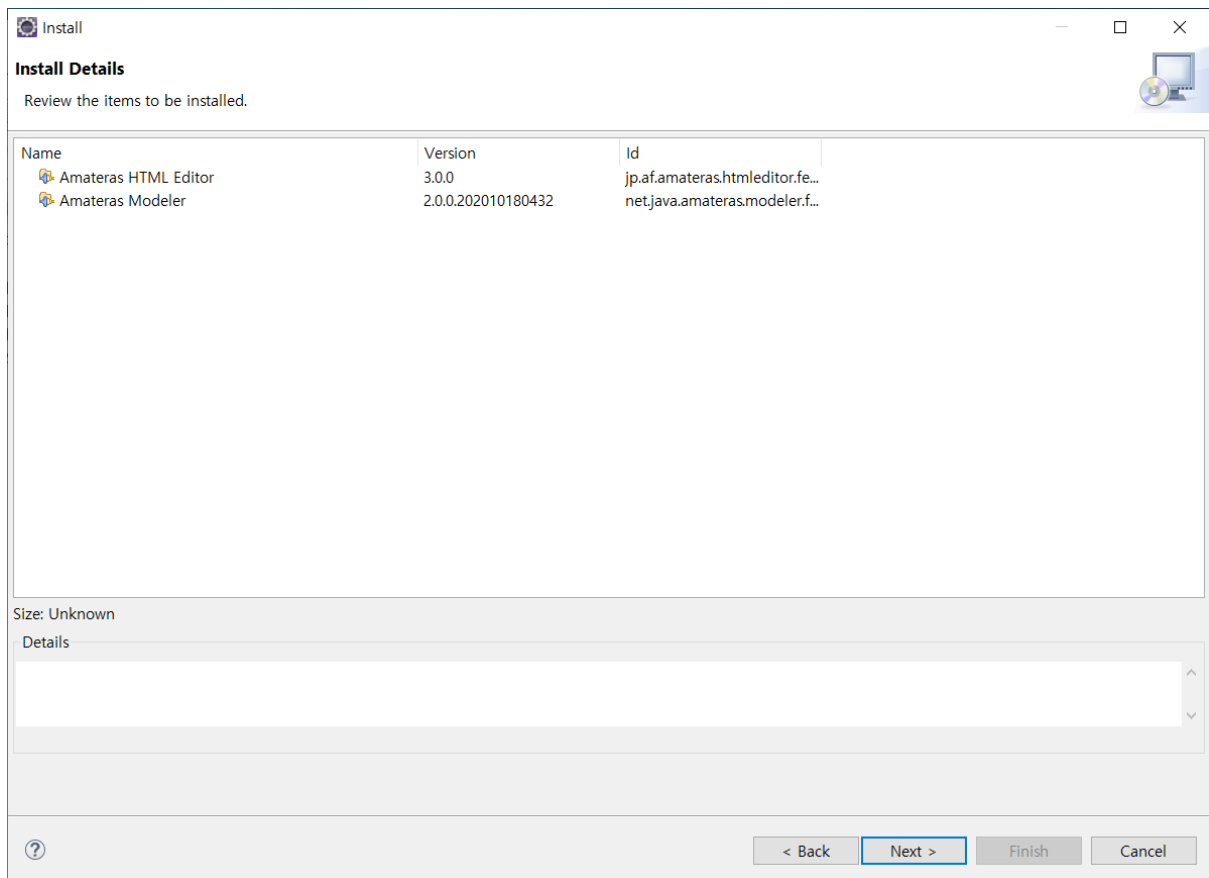 Install
Install Details
Review the items to be installed.
Name Version Id
Amateras HTML Editor 3.0.0 jp.af.amateras.htmleditor.fe...
Amateras Modeler 2.0.0.202010180432 net.java.amateras.modeler.f...
Size: Unknown
Details
< Back Next > Finish Cancel